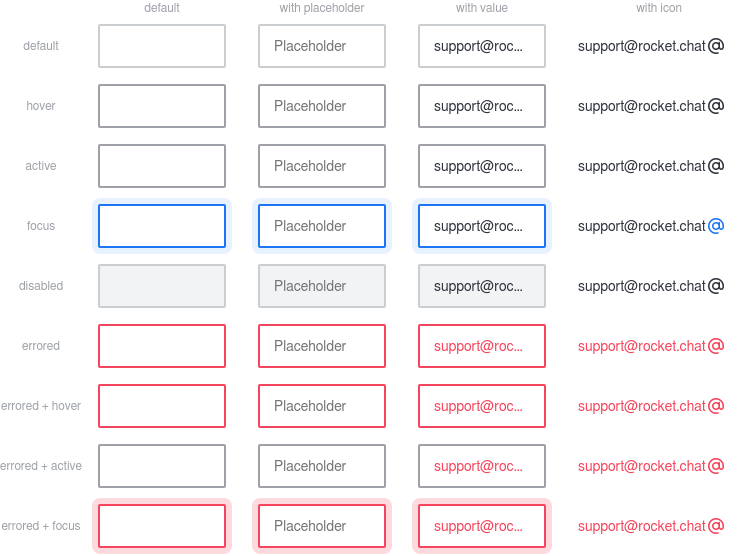 default with placeholder with value with icon
default Placeholder support@roc... support@rocket.chat @
hover Placeholder support@roc... support@rocket.chat @
active Placeholder support@roc... support@rocket.chat @
focus Placeholder support@roc... support@rocket.chat @
disabled Placeholder support@roc... support@rocket.chat @
errored Placeholder support@roc... support@rocket.chat @
errored + hover Placeholder support@roc... support@rocket.chat @
errored + active Placeholder support@roc... support@rocket.chat @
errored + focus Placeholder support@roc... support@rocket.chat @